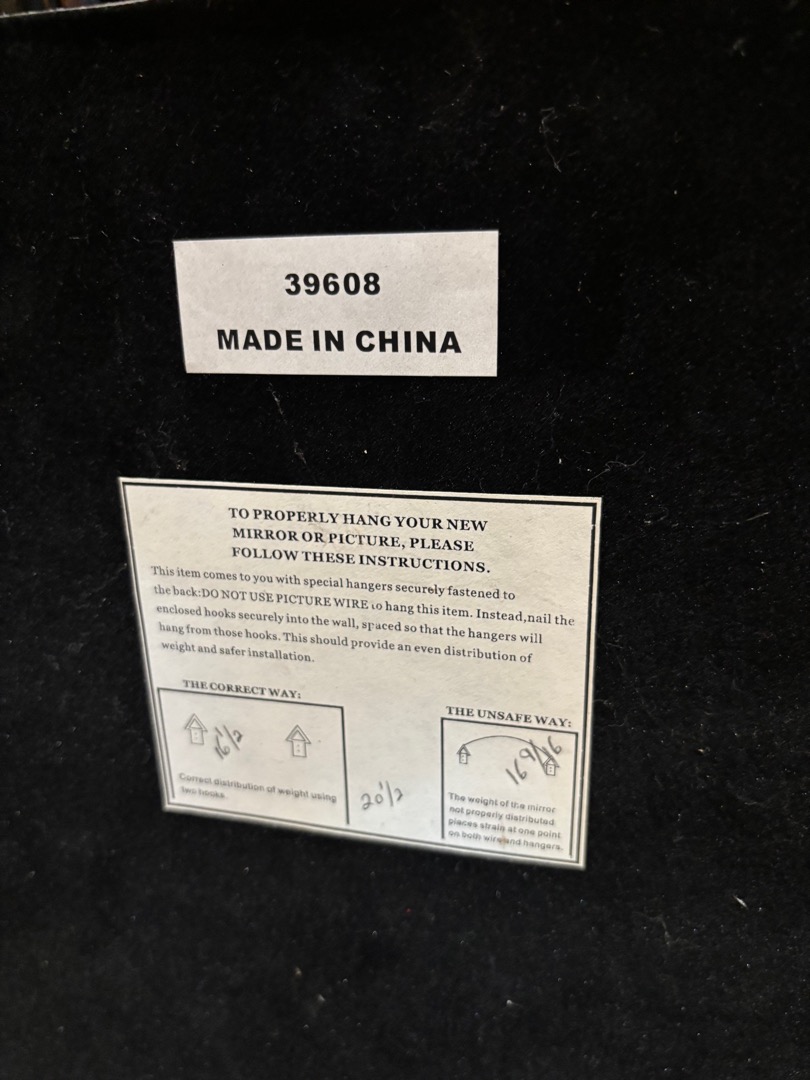 39608
MADE IN CHINA
TO PROPERLY HANG YOUR NEW
MIRROR OR PICTURE, PLEASE
FOLLOW THESE INSTRUCTIONS.
This item comes to you with special hangers securely fastened to
the back:DO NOT USE PICTURE WIRE to hang this item. Instead,nail the
enclosed hooks securely into the wall, spaced so that the hangers will
hang from those hooks. This should provide an even distribution of
weight and safer installation.
THE CORRECT WAY:
16 1/2
Correct distribution of weight using
two hooks.
20 1/2
THE UNSAFE WAY:
16 9/16
The weight of the mirror
not properly distributed
places strain at one point
on both wire and hangers.